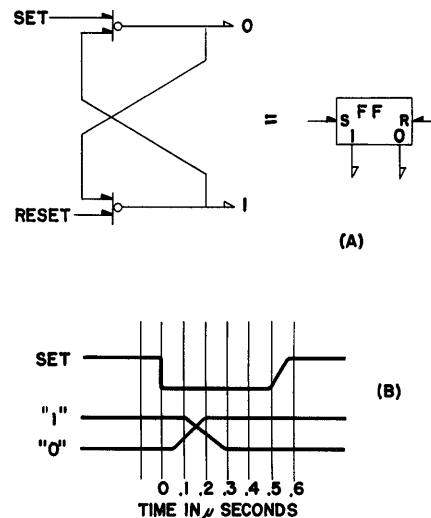 SET
0
=
FF
S R
1 0
RESET
1
(A)
SET
(B)
"1"
"0"
0 .1 .2 .3 .4 .5 .6
TIME IN μ SECONDS